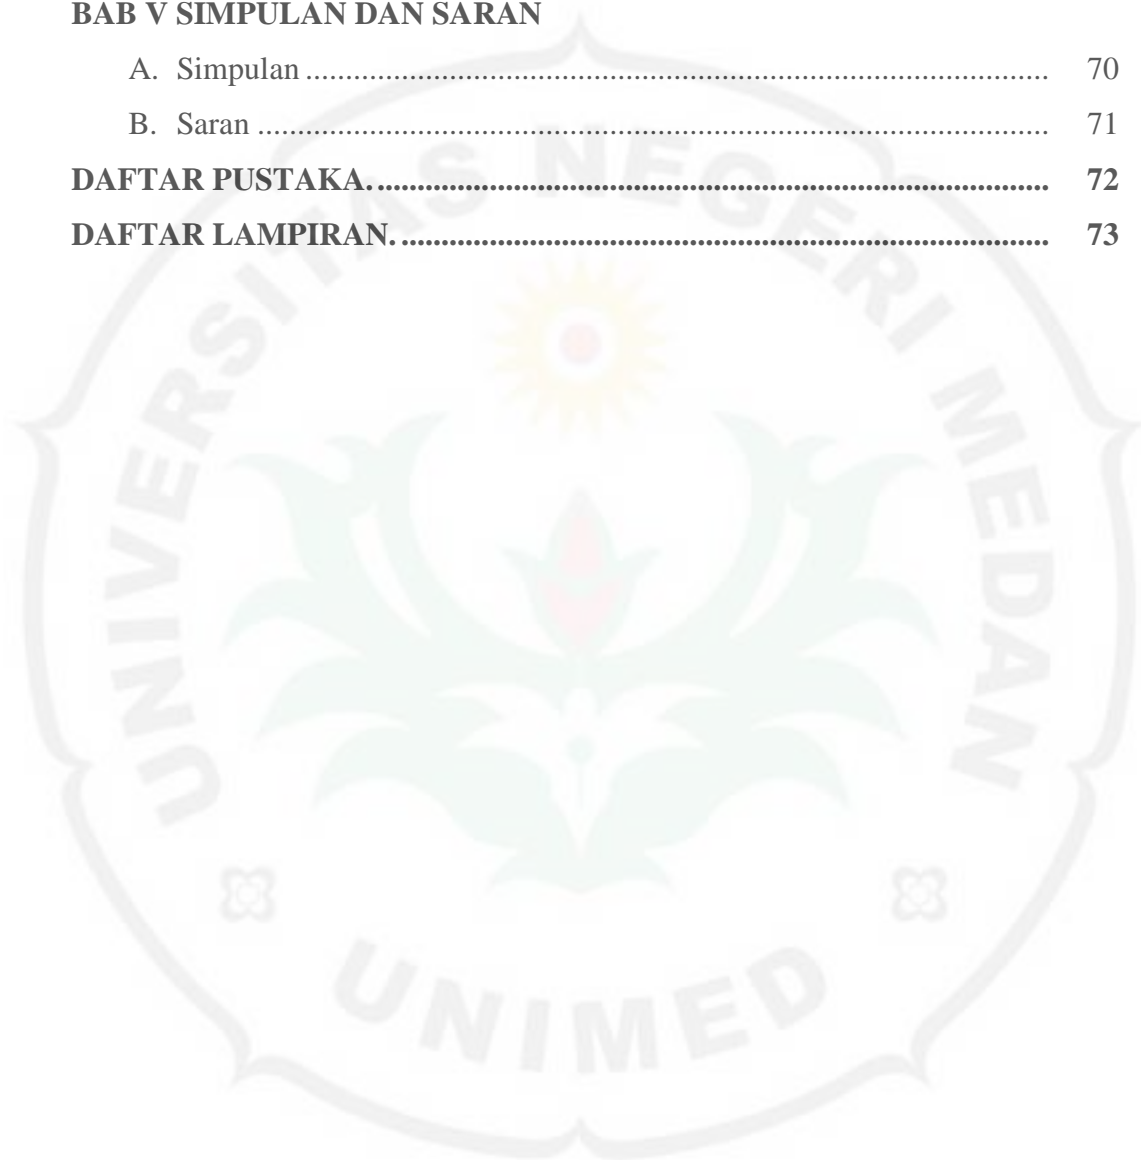 BAB V SIMPULAN DAN SARAN
A. Simpulan ............................................................................................. 70
B. Saran ................................................................................................... 71
DAFTAR PUSTAKA. .................................................................................... 72
DAFTAR LAMPIRAN. ................................................................................. 73
UNIVERSITAS NEGERI MEDAN
UNIMED